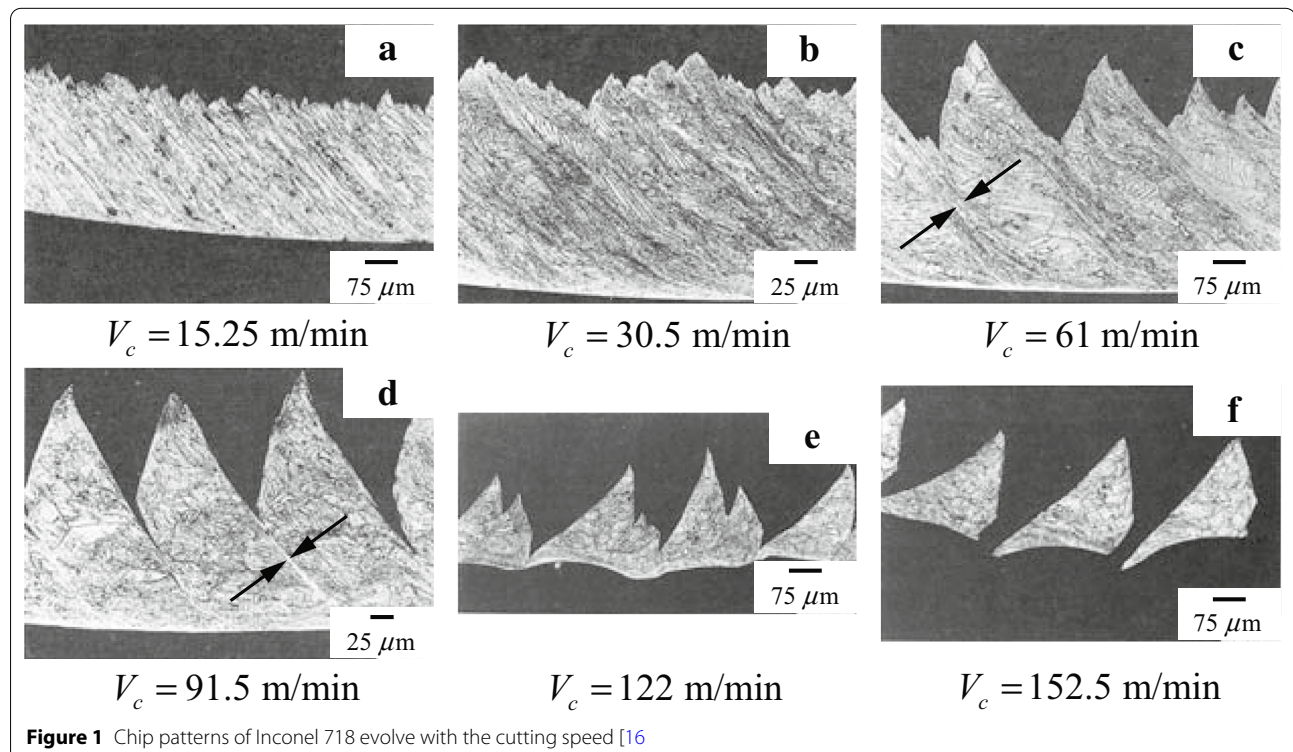 a
b
c
75 μm
25 μm
75 μm
V_c = 15.25 m/min
V_c = 30.5 m/min
V_c = 61 m/min
d
e
f
25 μm
75 μm
75 μm
V_c = 91.5 m/min
V_c = 122 m/min
V_c = 152.5 m/min
Figure 1 Chip patterns of Inconel 718 evolve with the cutting speed [16